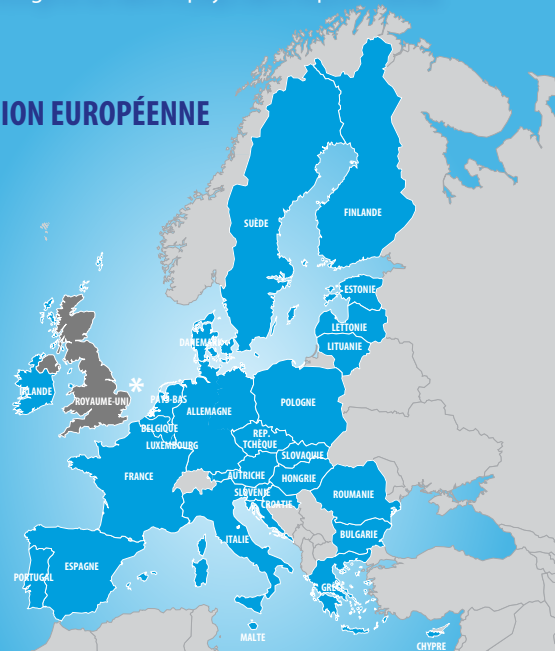 ION EUROPÉENNE
SUÈDE
FINLANDE
ESTONIE
LETTONIE
LITUANIE
DANEMARK
IRLANDE
ROYAUME-UNI
*
PAYS-BAS
ALLEMAGNE
POLOGNE
BELGIQUE
LUXEMBOURG
REP.
TCHÈQUE
SLOVAQUIE
FRANCE
AUTRICHE
HONGRIE
SLOVÉNIE
CROATIE
ROUMANIE
BULGARIE
ITALIE
PORTUGAL
ESPAGNE
GRÈCE
MALTE
CHYPRE